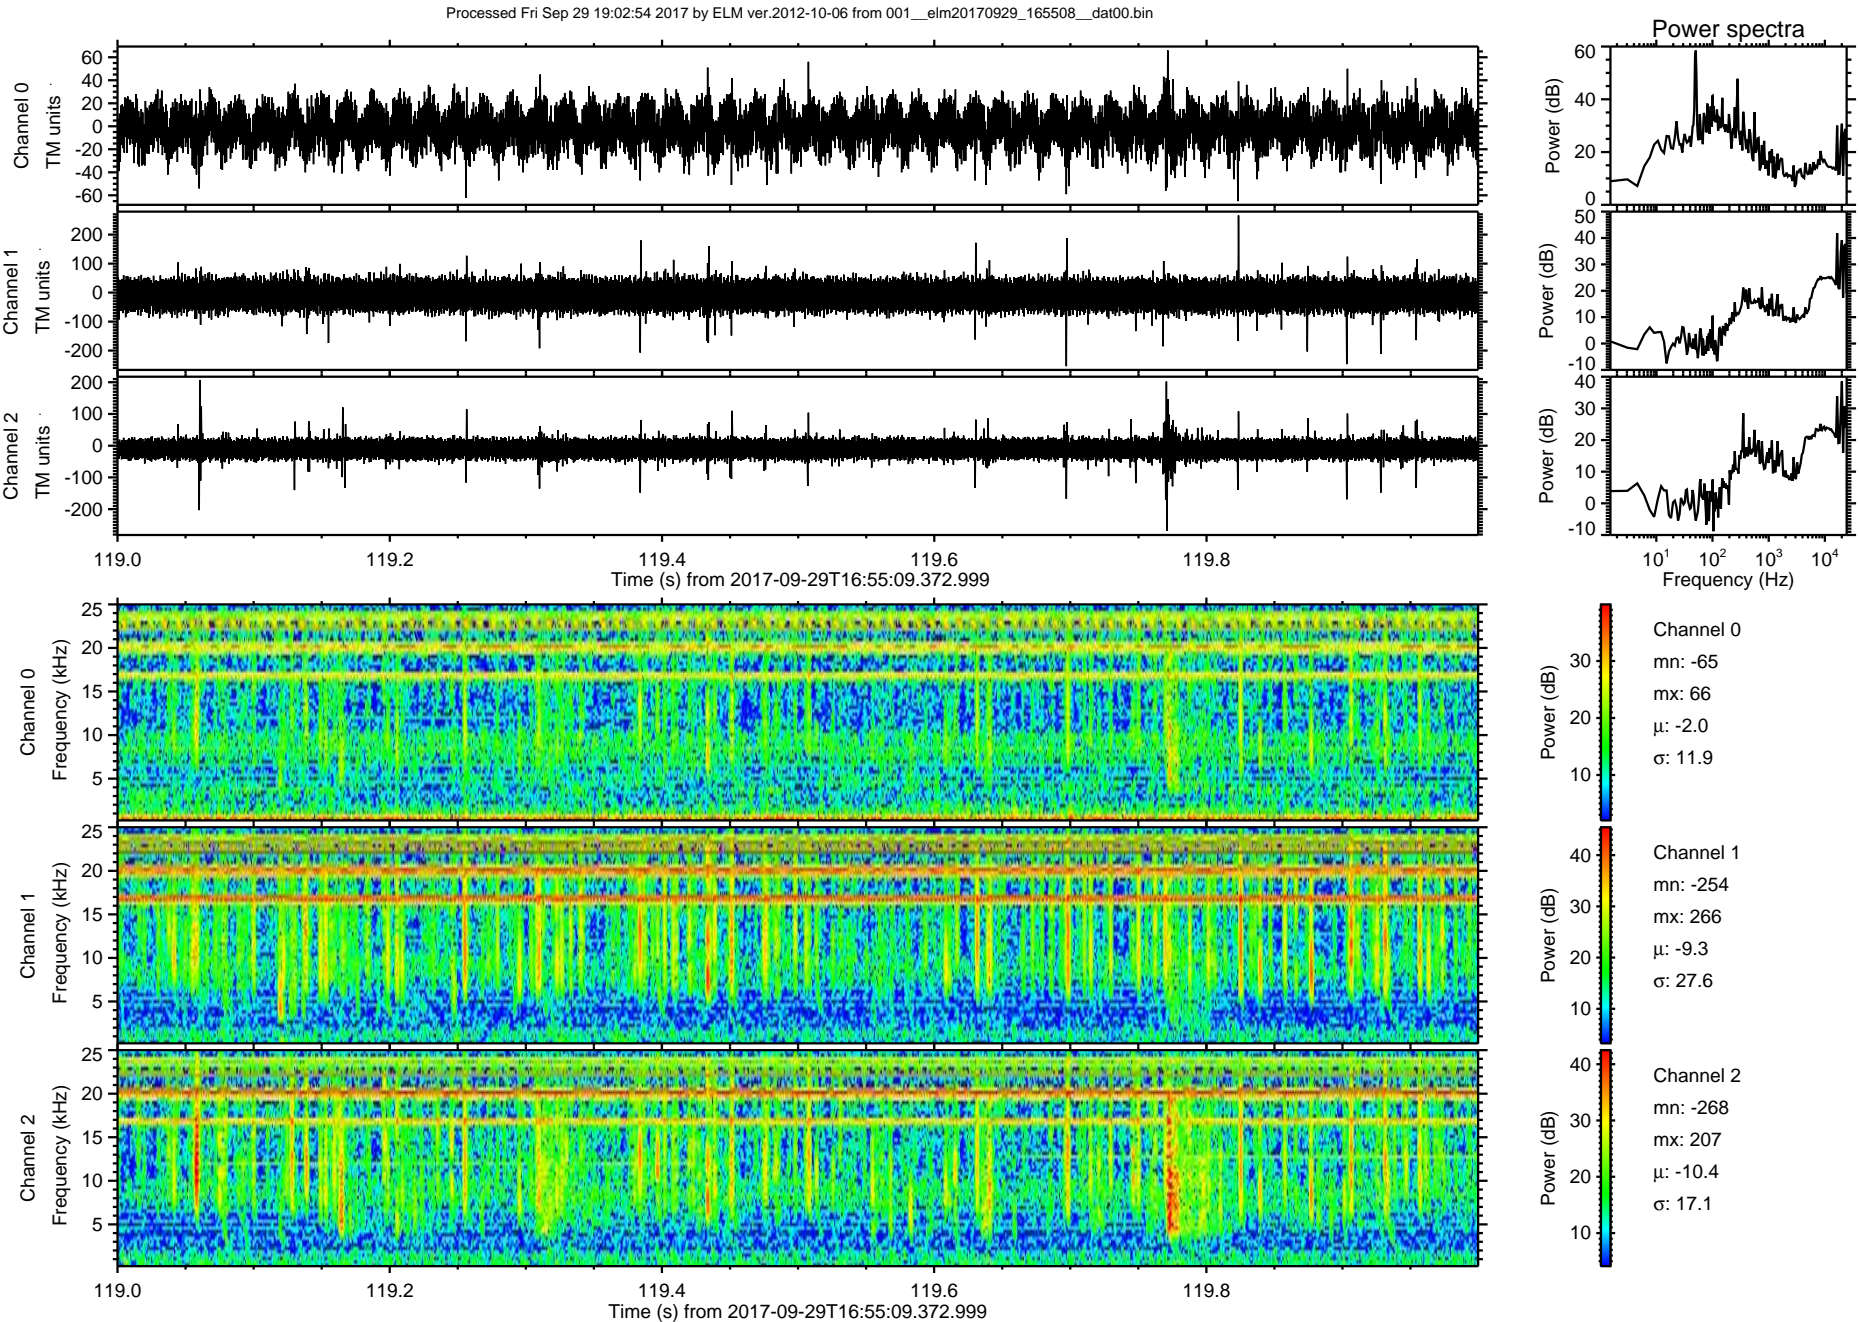 Processed Fri Sep 29 19:02:54 2017 by ELM ver.2012-10-06 from 001__elm20170929_165508__dat00.bin
Power spectra
Channel 0
TM units
60
40
20
0
-20
-40
-60
Power (dB)
60
40
20
0
Channel 1
TM units
200
100
0
-100
-200
Power (dB)
50
40
30
20
10
0
-10
Channel 2
TM units
200
100
0
-100
-200
Power (dB)
40
30
20
10
0
-10
119.0 119.2 119.4 119.6 119.8
Time (s) from 2017-09-29T16:55:09.372.999
10¹ 10² 10³ 10⁴
Frequency (Hz)
Channel 0
Frequency (kHz)
25
20
15
10
5
Power (dB)
30
20
10
Channel 0
mn: -65
mx: 66
μ: -2.0
σ: 11.9
Channel 1
Frequency (kHz)
25
20
15
10
5
Power (dB)
40
30
20
10
Channel 1
mn: -254
mx: 266
μ: -9.3
σ: 27.6
Channel 2
Frequency (kHz)
25
20
15
10
5
Power (dB)
40
30
20
10
Channel 2
mn: -268
mx: 207
μ: -10.4
σ: 17.1
119.0 119.2 119.4 119.6 119.8
Time (s) from 2017-09-29T16:55:09.372.999